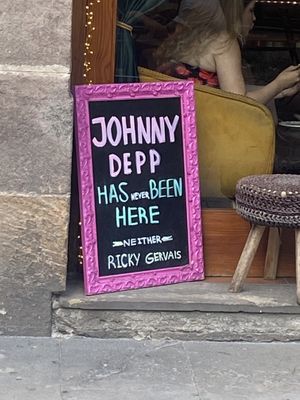 JOHNNY
DEPP
HAS NEVER BEEN
HERE
NEITHER
RICKY GERVAIS